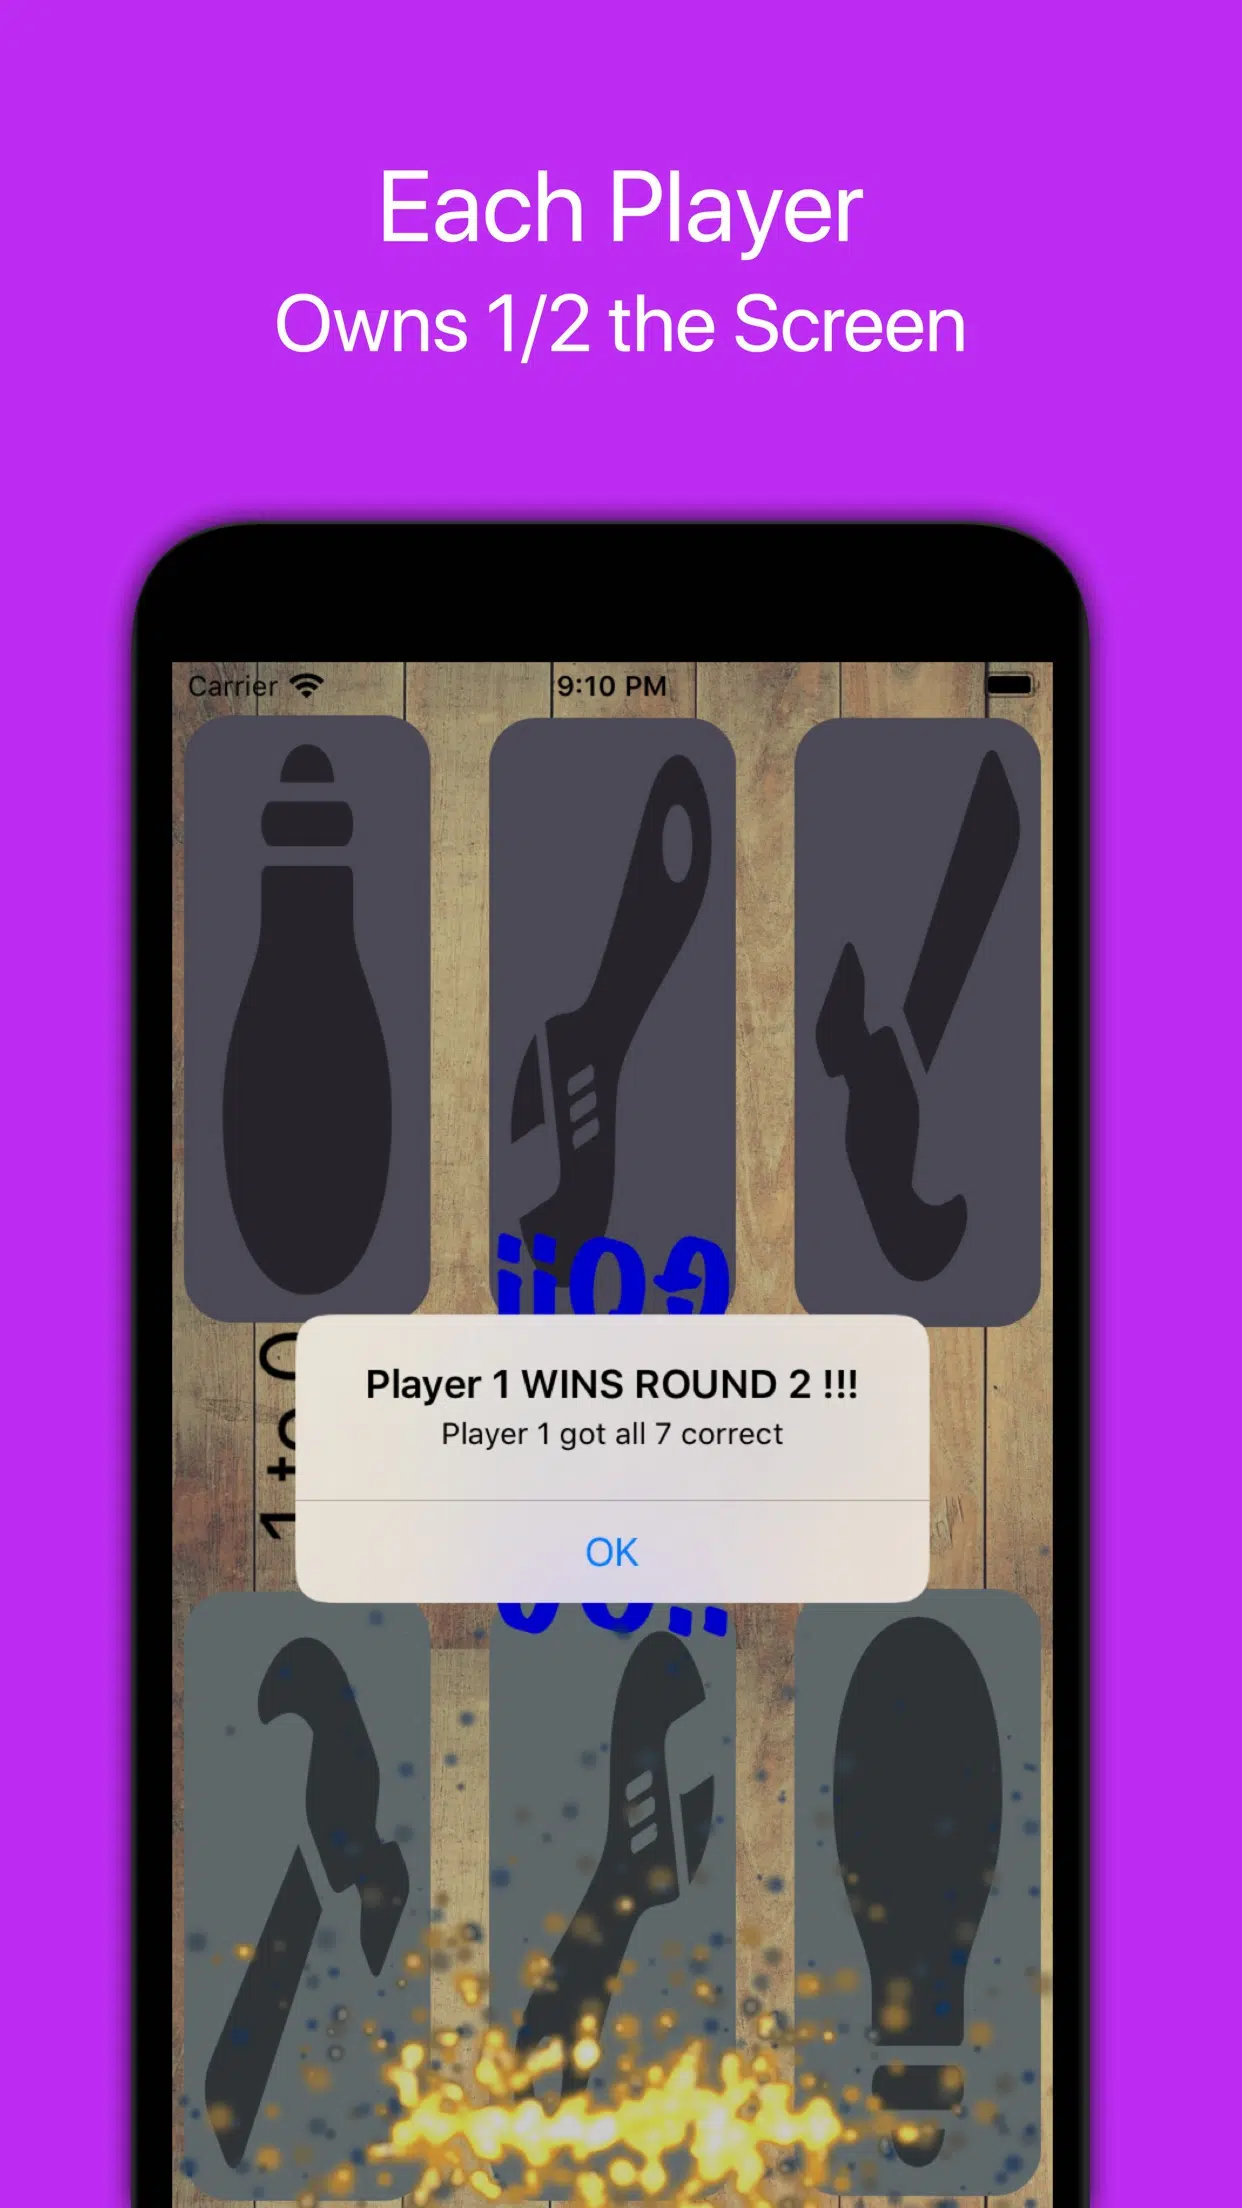 Each Player
Owns 1/2 the Screen
Carrier
9:10 PM
Player 1 WINS ROUND 2 !!!
Player 1 got all 7 correct
OK